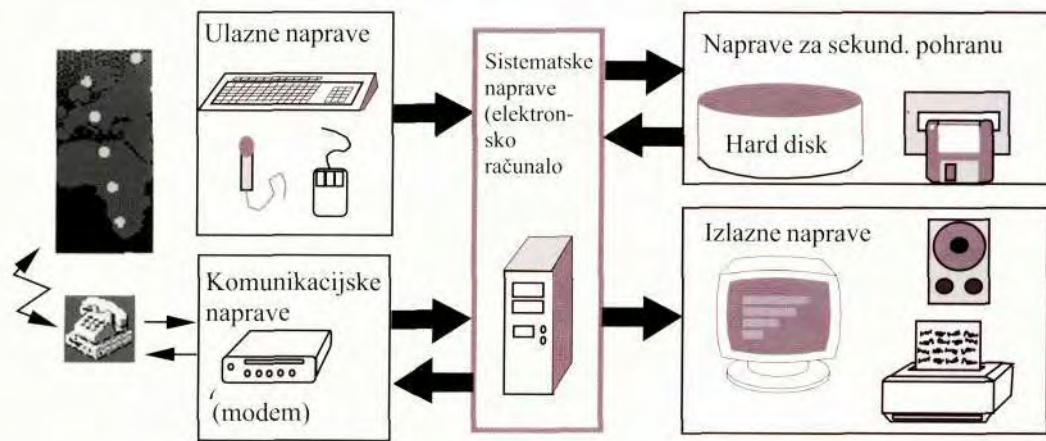 Ulazne naprave
Komunikacijske
naprave
(modem)
Sistematske
naprave
(elektron-
sko
računalo
Naprave za sekund. pohranu
Hard disk
Izlazne naprave